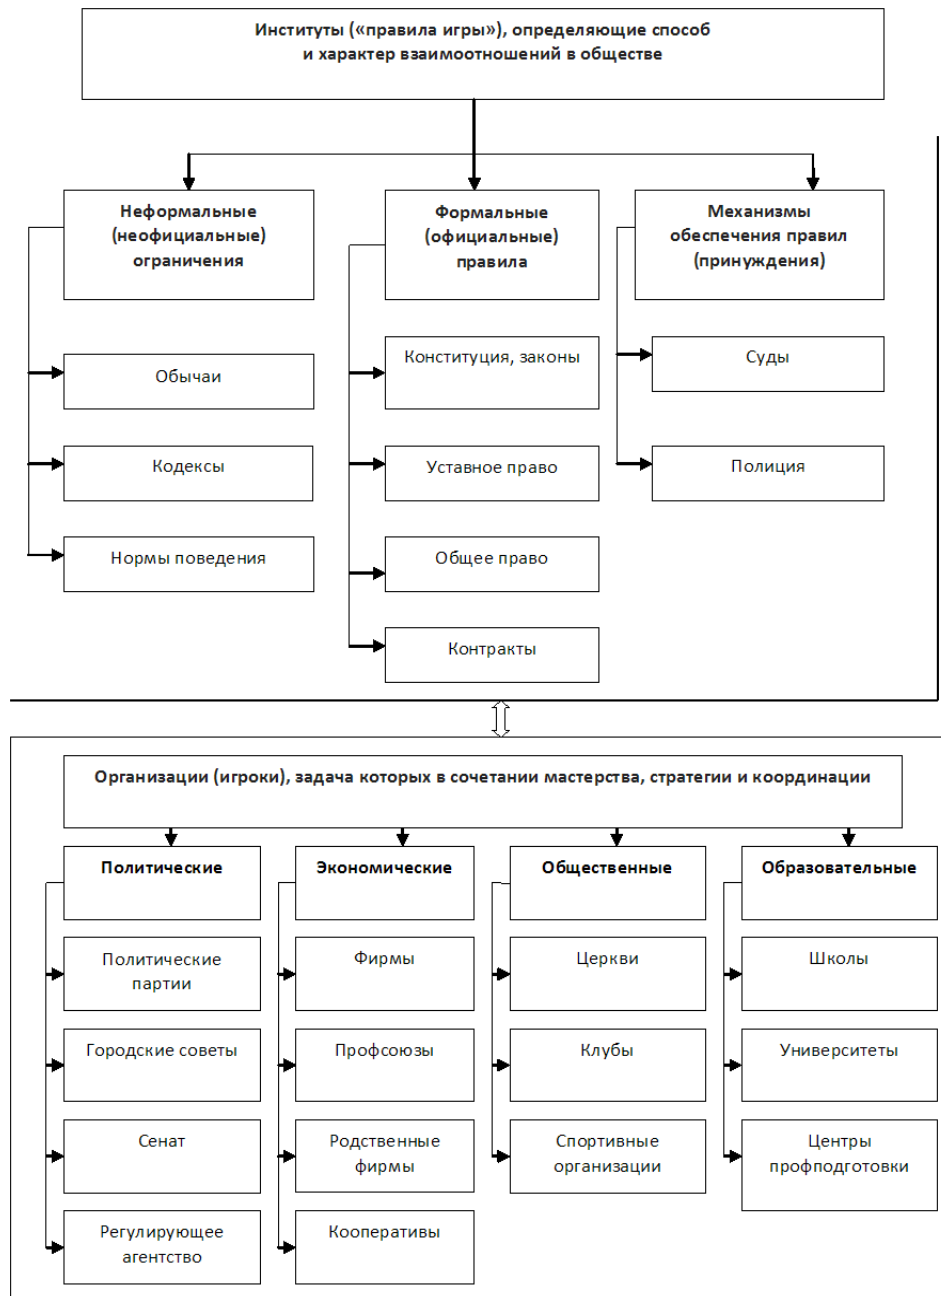 Институты («правила игры»), определяющие способ
и характер взаимоотношений в обществе
Неформальные
(неофициальные)
ограничения
Формальные
(официальные)
правила
Механизмы
обеспечения правил
(принуждения)
Обычаи
Конституция, законы
Суды
Кодексы
Уставное право
Полиция
Нормы поведения
Общее право
Контракты
Организации (игроки), задача которых в сочетании мастерства, стратегии и координации
Политические
Экономические
Общественные
Образовательные
Политические
партии
Фирмы
Церкви
Школы
Городские советы
Профсоюзы
Клубы
Университеты
Сенат
Родственные
фирмы
Спортивные
организации
Центры
профподготовки
Регулирующее
агентство
Кооперативы